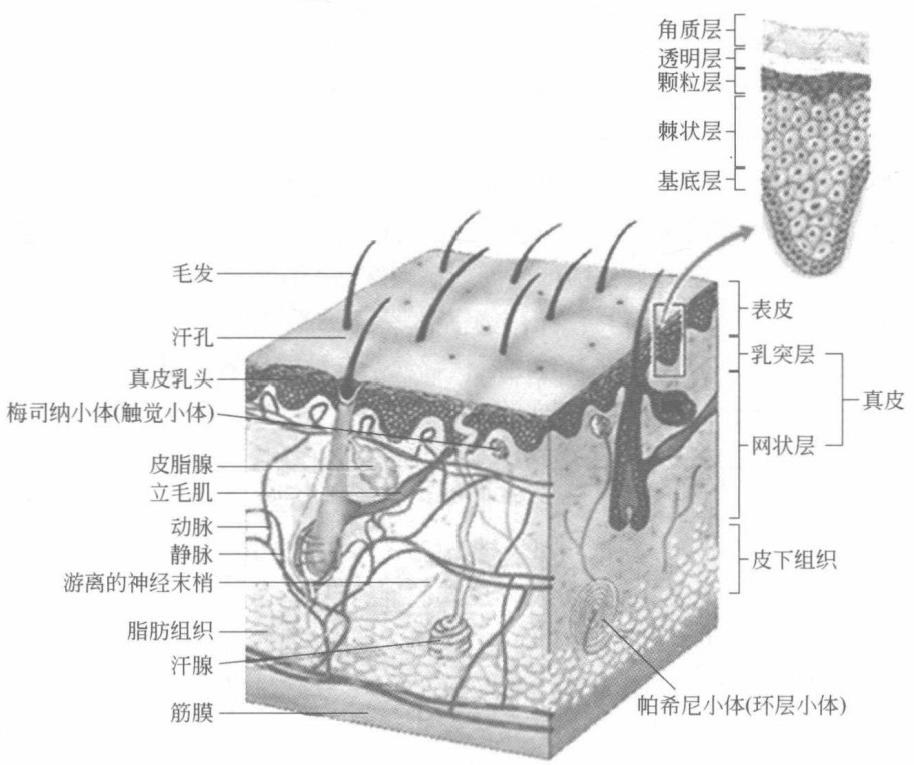 角质层
透明层
颗粒层
棘状层
基底层
毛发
汗孔
真皮乳头
梅司纳小体(触觉小体)
皮脂腺
立毛肌
动脉
静脉
游离的神经末梢
脂肪组织
汗腺
筋膜
表皮
乳突层
真皮
网状层
皮下组织
帕希尼小体(环层小体)